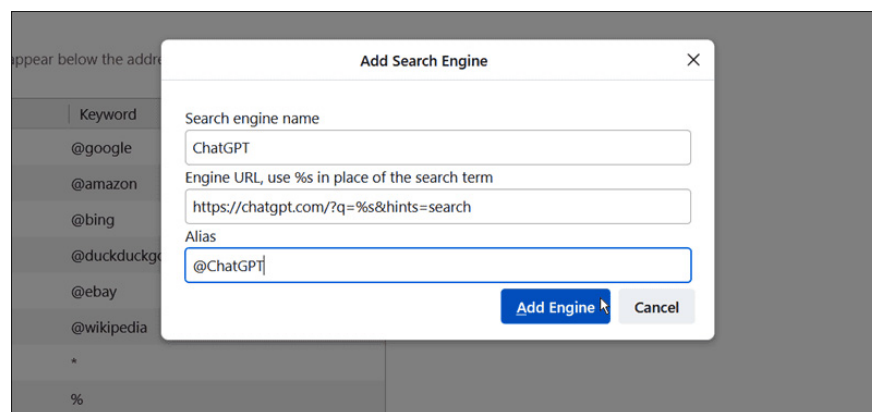 appear below the addre
Add Search Engine
Keyword
Search engine name
@google
ChatGPT
@amazon
Engine URL, use %s in place of the search term
https://chatgpt.com/?q=%s&hints=search
@bing
Alias
@duckduckgo
@ChatGPT
@ebay
Add Engine
Cancel
@wikipedia
*
%